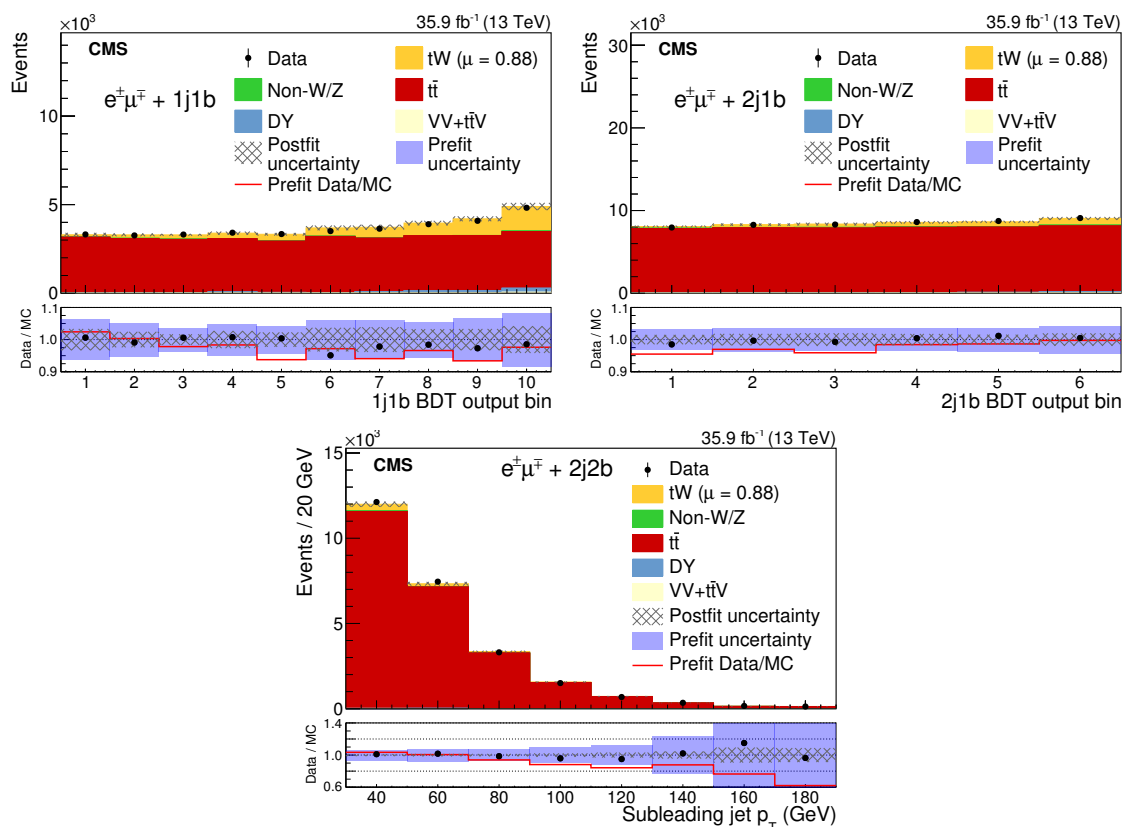 ×10³
35.9 fb⁻¹ (13 TeV)
CMS
Events
e±μ∓ + 1j1b
Data
tW (μ = 0.88)
Non-W/Z
tt̄
DY
VV+tt̄V
Postfit uncertainty
Prefit uncertainty
Prefit Data/MC
10
5
0
Data / MC
1.1
1.0
0.9
1 2 3 4 5 6 7 8 9 10
1j1b BDT output bin
×10³
35.9 fb⁻¹ (13 TeV)
CMS
Events
e±μ∓ + 2j1b
Data
tW (μ = 0.88)
Non-W/Z
tt̄
DY
VV+tt̄V
Postfit uncertainty
Prefit uncertainty
Prefit Data/MC
30
20
10
0
Data / MC
1.1
1.0
0.9
1 2 3 4 5 6
2j1b BDT output bin
×10³
35.9 fb⁻¹ (13 TeV)
CMS
Events / 20 GeV
e±μ∓ + 2j2b
Data
tW (μ = 0.88)
Non-W/Z
tt̄
DY
VV+tt̄V
Postfit uncertainty
Prefit uncertainty
Prefit Data/MC
15
10
5
0
Data / MC
1.4
1.0
0.6
40 60 80 100 120 140 160 180
Subleading jet p_T (GeV)